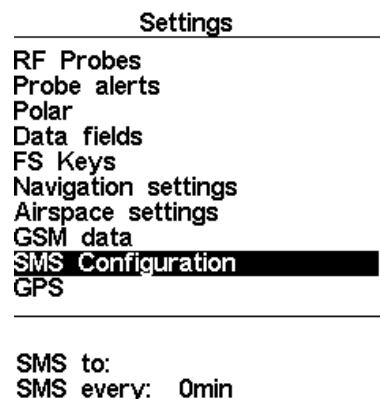 Settings
RF Probes
Probe alerts
Polar
Data fields
FS Keys
Navigation settings
Airspace settings
GSM data
SMS Configuration
GPS
SMS to:
SMS every: 0min